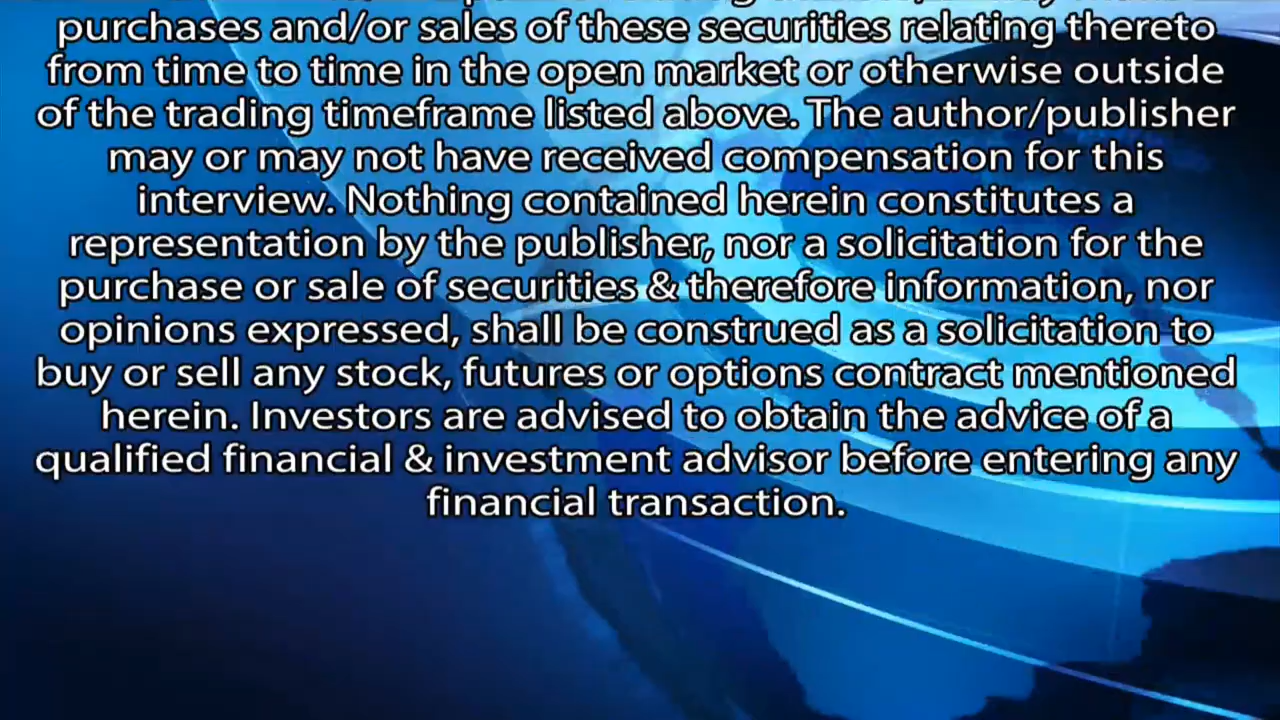 purchases and/or sales of these securities relating thereto
from time to time in the open market or otherwise outside
of the trading timeframe listed above. The author/publisher
may or may not have received compensation for this
interview. Nothing contained herein constitutes a
representation by the publisher, nor a solicitation for the
purchase or sale of securities & therefore information, nor
opinions expressed, shall be construed as a solicitation to
buy or sell any stock, futures or options contract mentioned
herein. Investors are advised to obtain the advice of a
qualified financial & investment advisor before entering any
financial transaction.